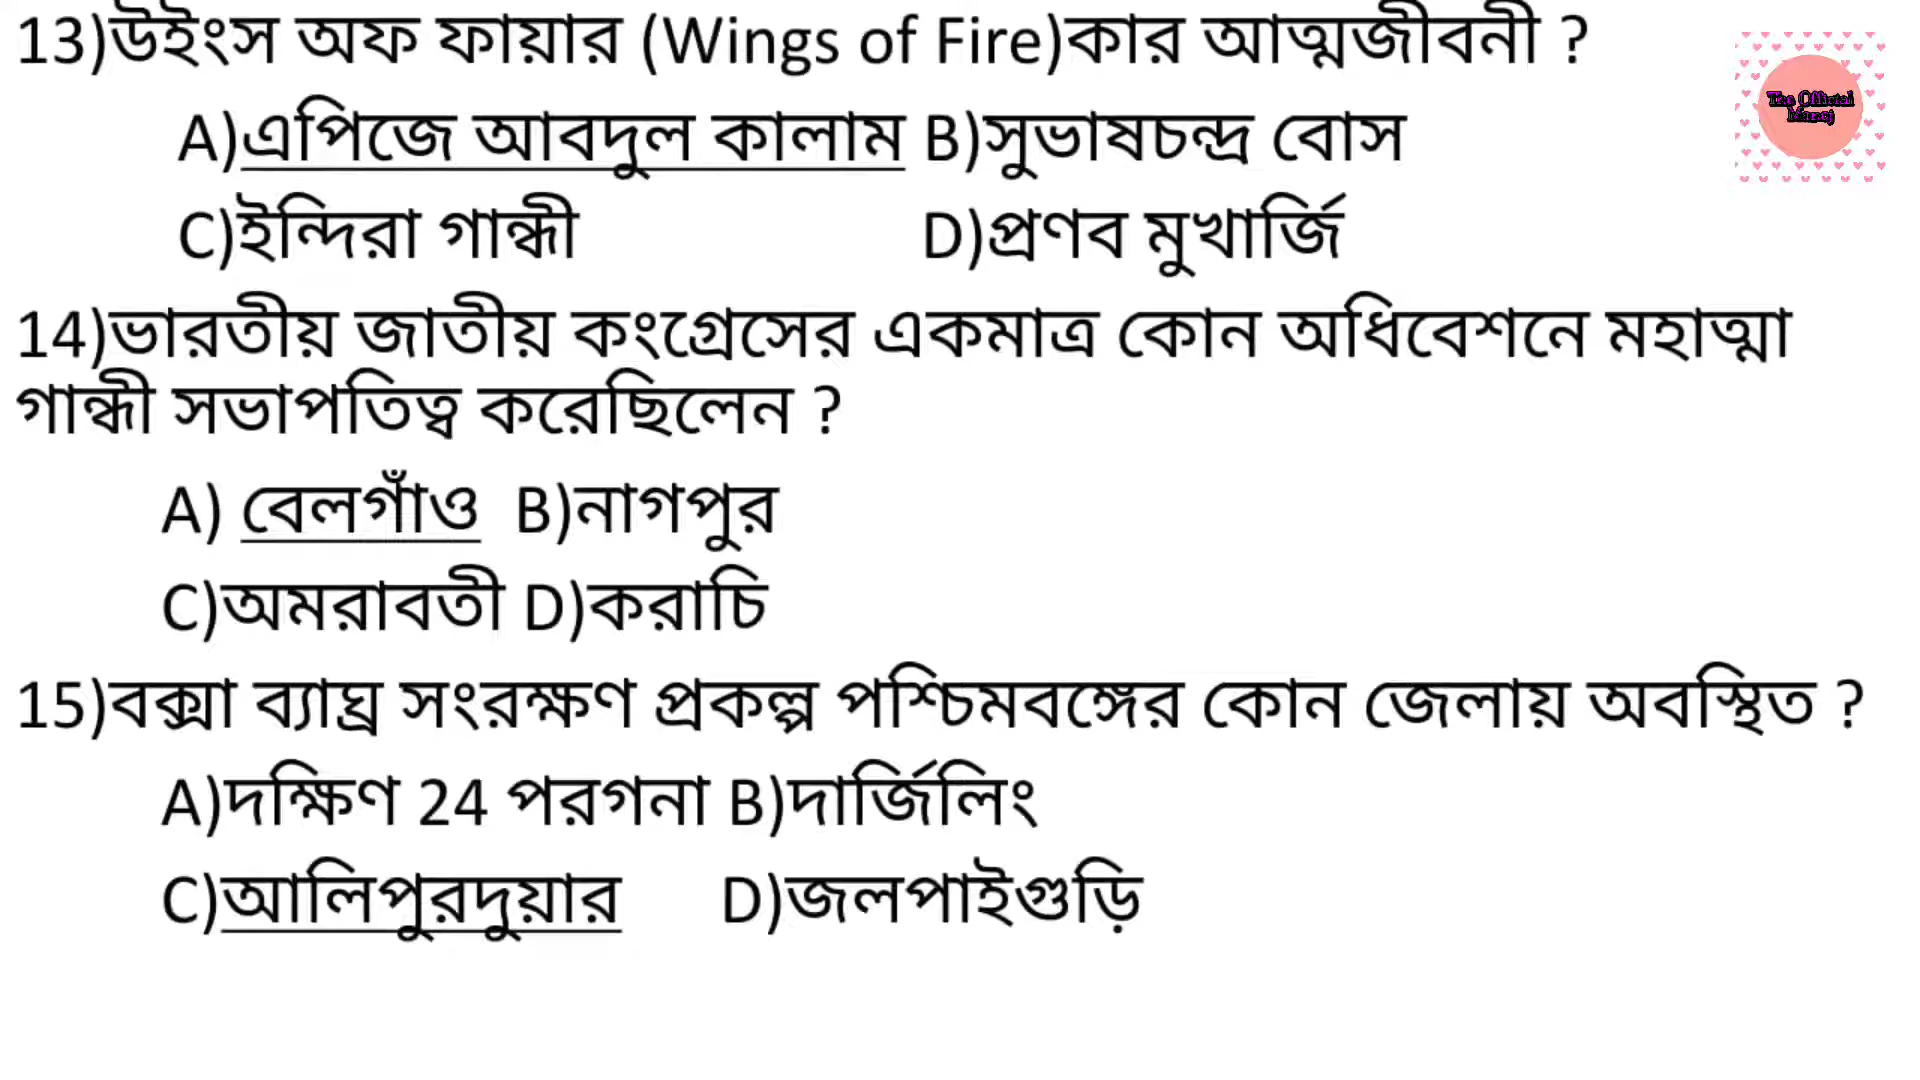 13)উইংস অফ ফায়ার (Wings of Fire)কার আত্মজীবনী ?
A)এপিজে আবদুল কালাম B)সুভাষচন্দ্র বোস
C)ইন্দিরা গান্ধী D)প্রণব মুখার্জি
14)ভারতীয় জাতীয় কংগ্রেসের একমাত্র কোন অধিবেশনে মহাত্মা
গান্ধী সভাপতিত্ব করেছিলেন ?
A) বেলগাঁও B)নাগপুর
C)অমরাবতী D)করাচি
15)বক্সা ব্যাঘ্র সংরক্ষণ প্রকল্প পশ্চিমবঙ্গের কোন জেলায় অবস্থিত ?
A)দক্ষিণ 24 পরগনা B)দার্জিলিং
C)আলিপুরদুয়ার D)জলপাইগুড়ি
The Official